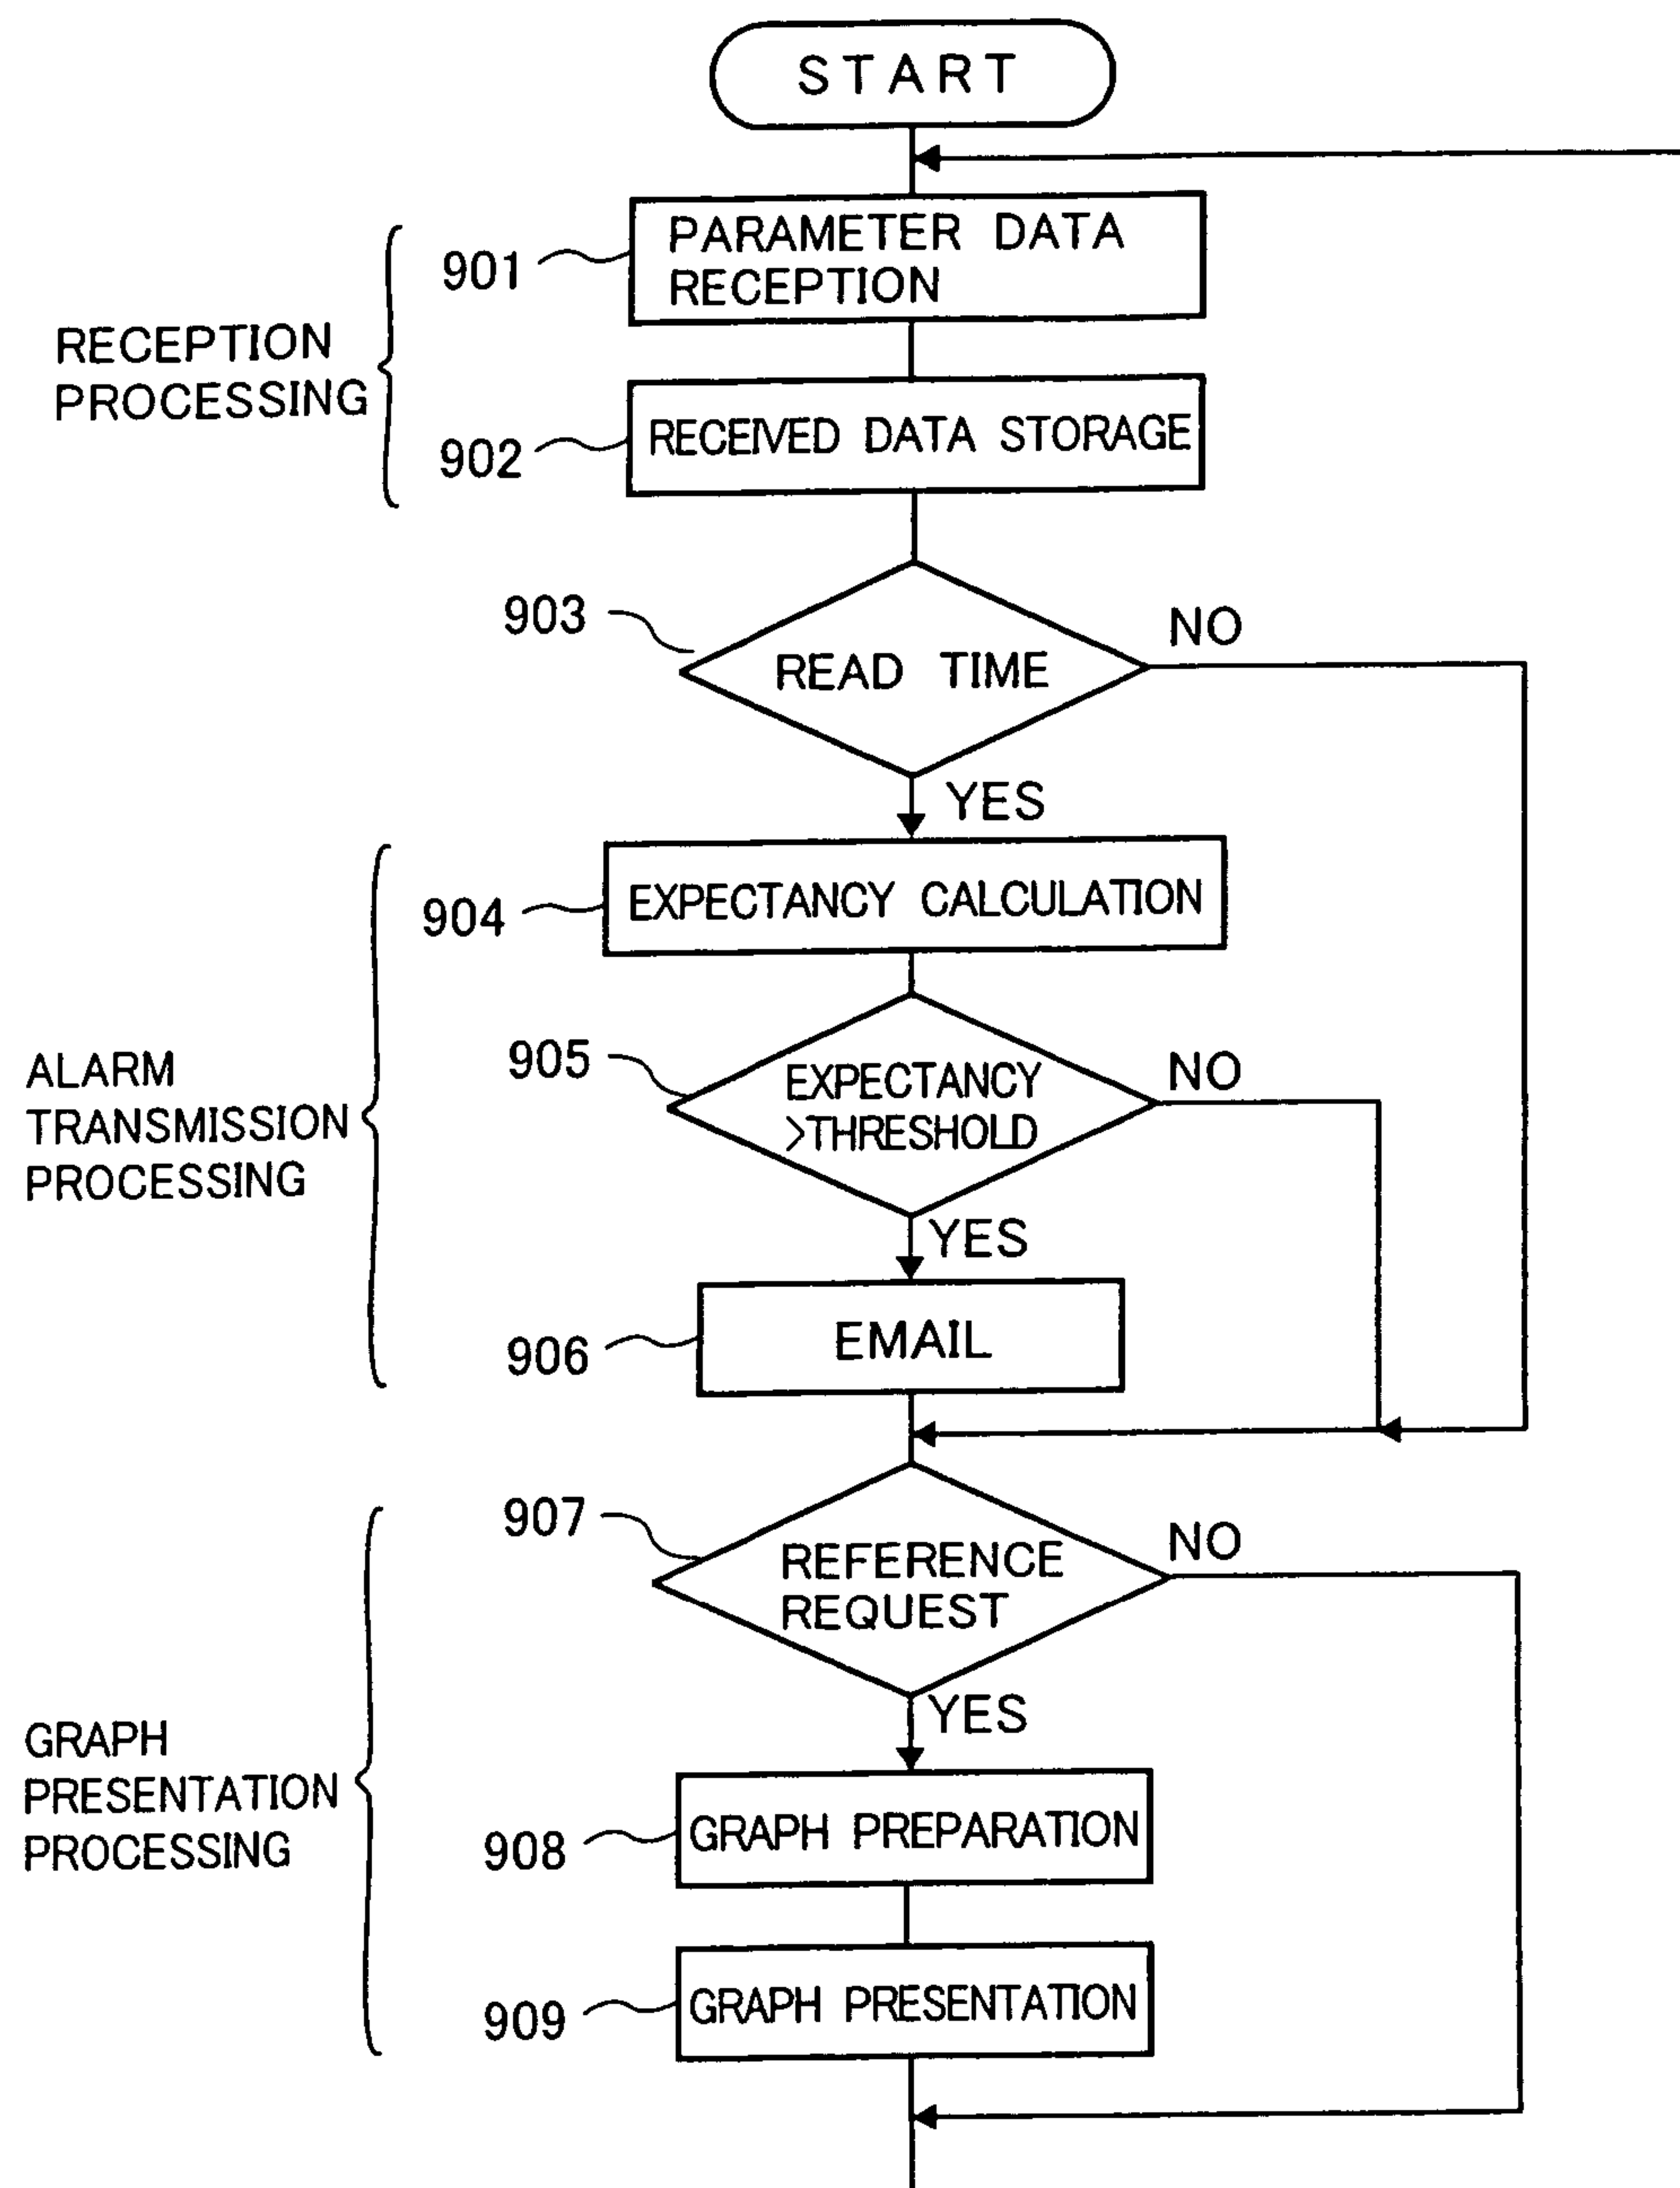 START
901
PARAMETER DATA
RECEPTION
RECEPTION
PROCESSING
902
RECEIVED DATA STORAGE
903
READ TIME
NO
YES
904
EXPECTANCY CALCULATION
905
EXPECTANCY
>THRESHOLD
NO
ALARM
TRANSMISSION
PROCESSING
YES
906
EMAIL
907
REFERENCE
REQUEST
NO
YES
GRAPH
PRESENTATION
PROCESSING
908
GRAPH PREPARATION
909
GRAPH PRESENTATION